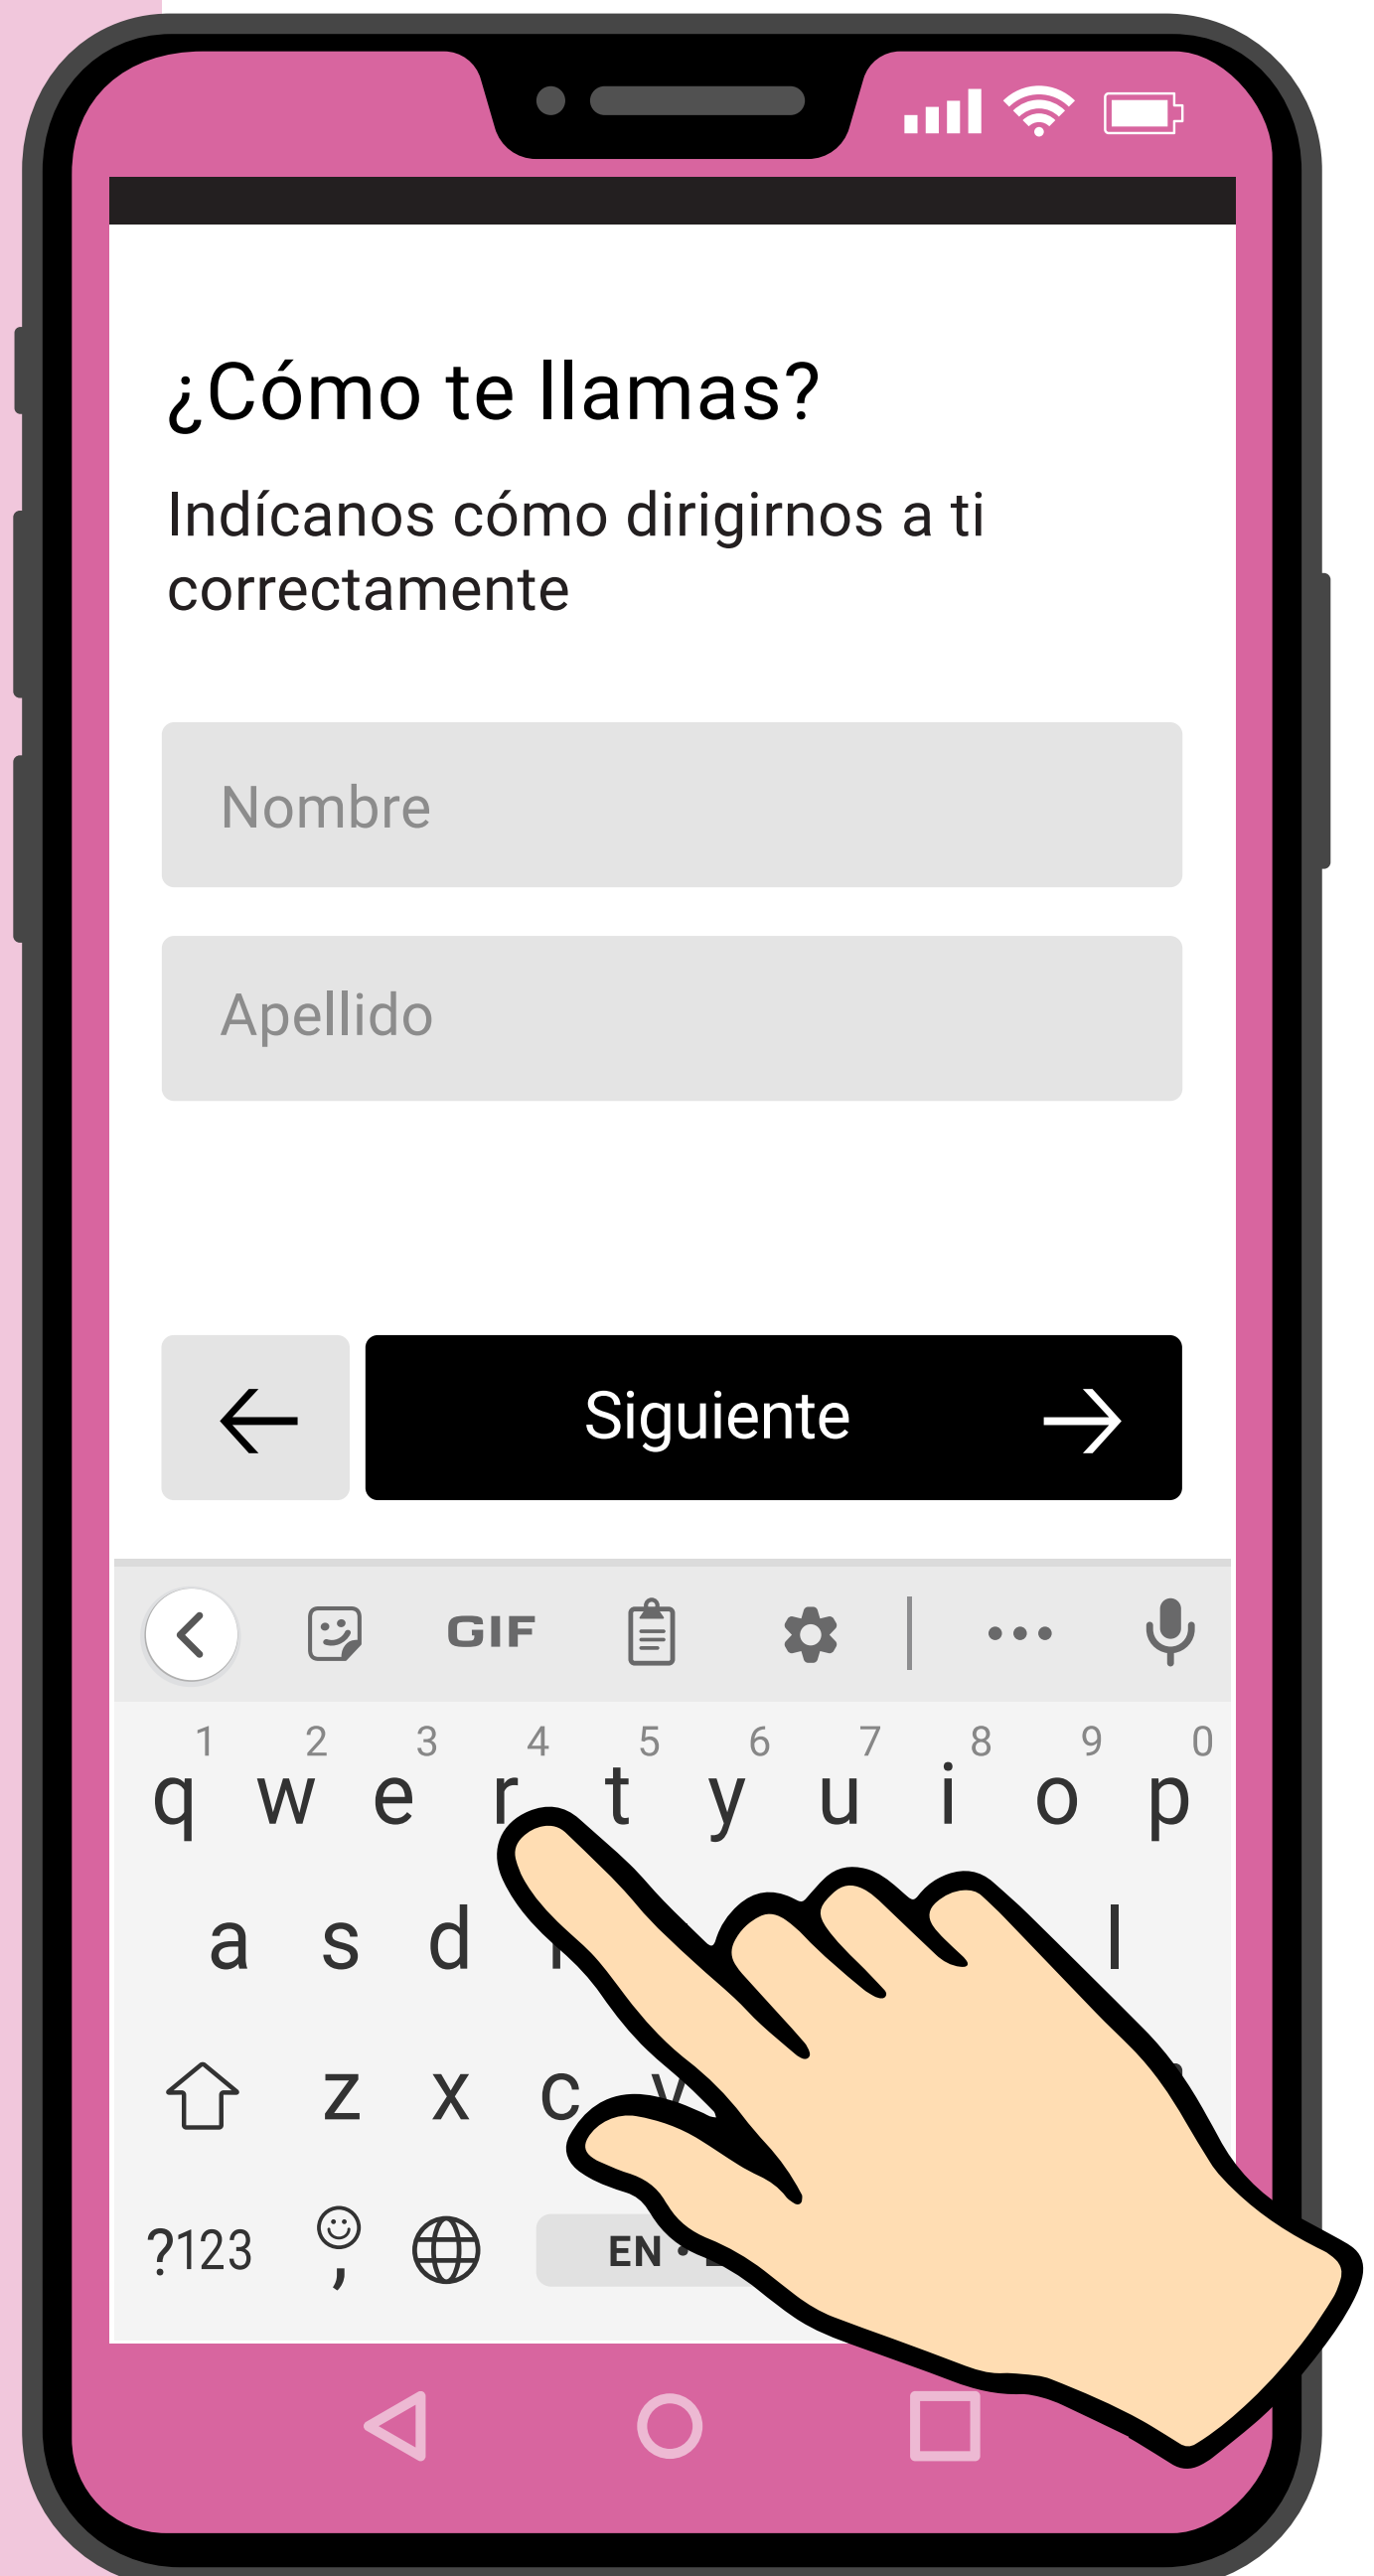 ¿Cómo te llamas?
Indícanos cómo dirigirnos a ti
correctamente
Nombre
Apellido
Siguiente
GIF
1 2 3 4 5 6 7 8 9 0
q w e r t y u i o p
a s d l
z x c v
?123 , EN •